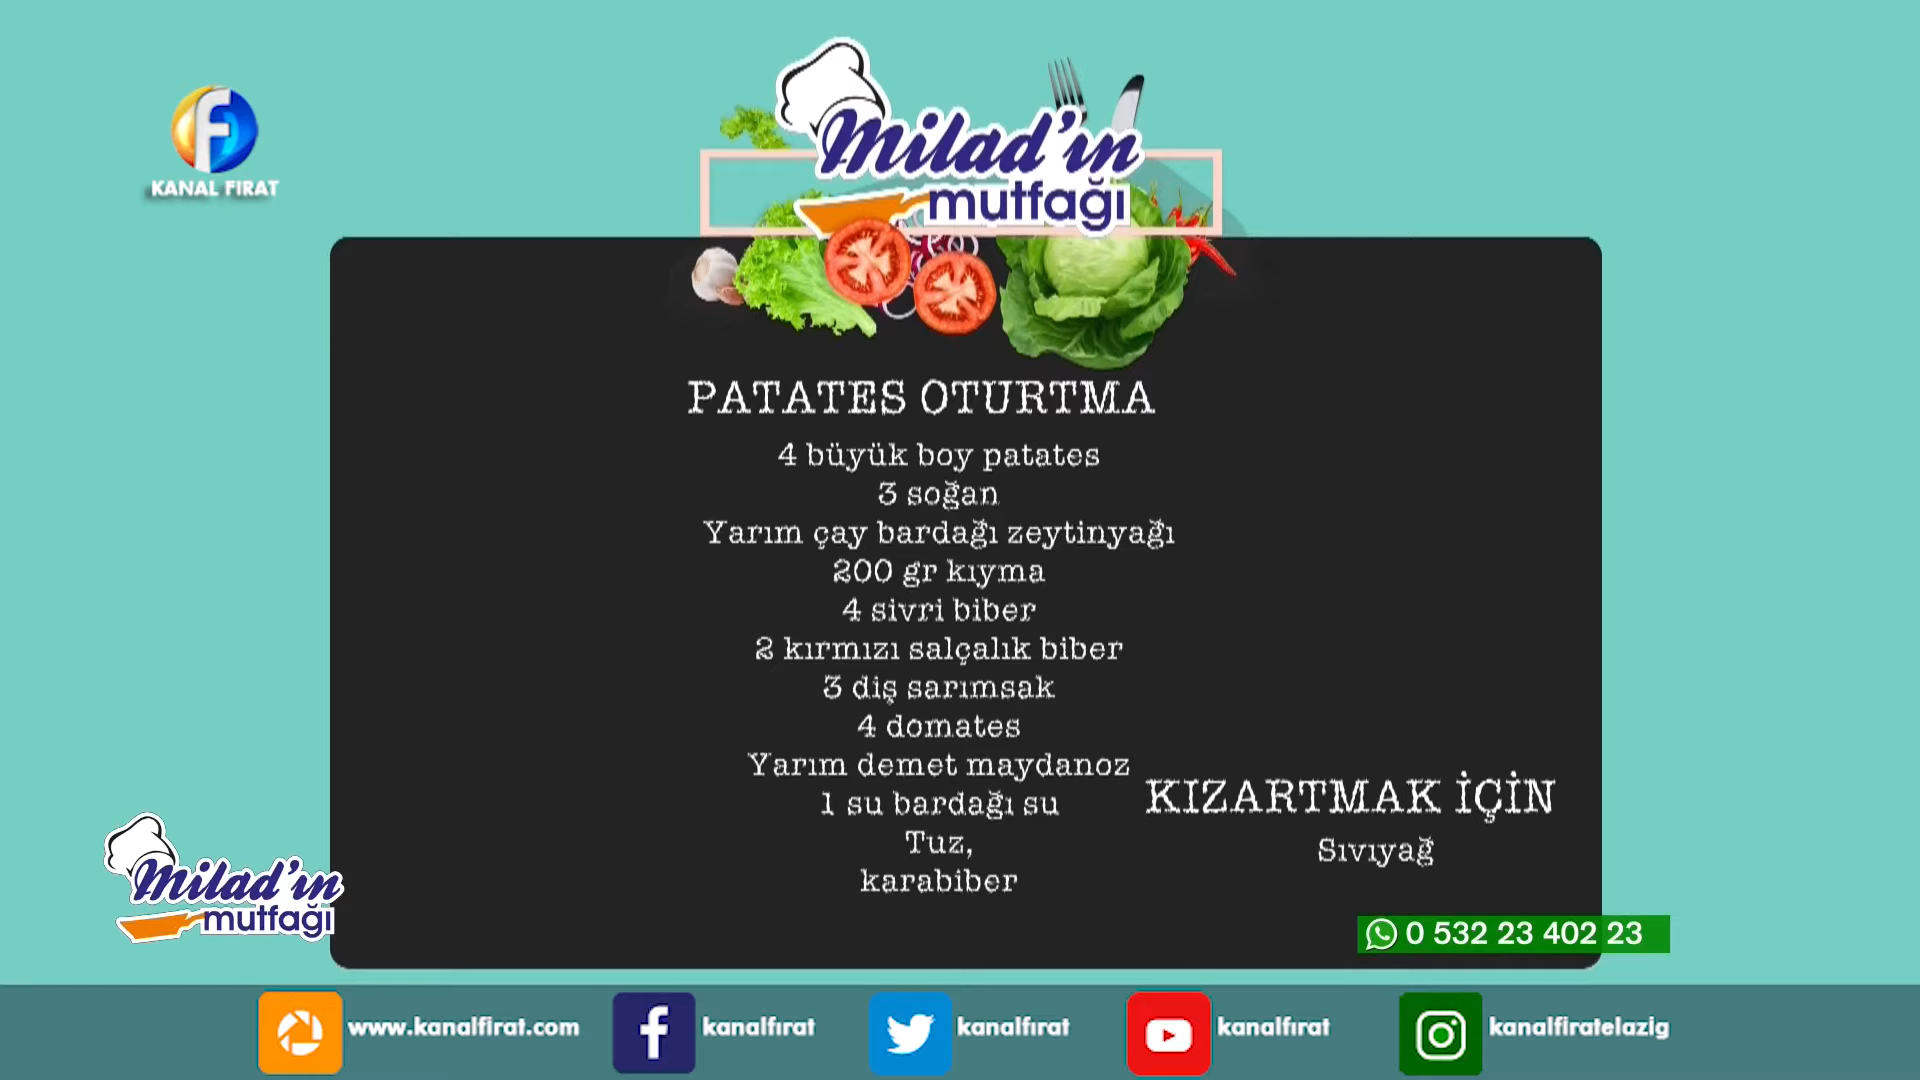 KANAL FIRAT
Milad'ın
mutfağı
PATATES OTURTMA
4 büyük boy patates
3 soğan
Yarım çay bardağı zeytinyağı
200 gr kıyma
4 sivri biber
2 kırmızı salçalık biber
3 diş sarımsak
4 domates
Yarım demet maydanoz
1 su bardağı su
Tuz,
karabiber
KIZARTMAK İÇİN
Sıvıyağ
Milad'ın
mutfağı
0 532 23 402 23
www.kanalfirat.com
kanalfırat
kanalfırat
kanalfırat
kanalfiratelazig